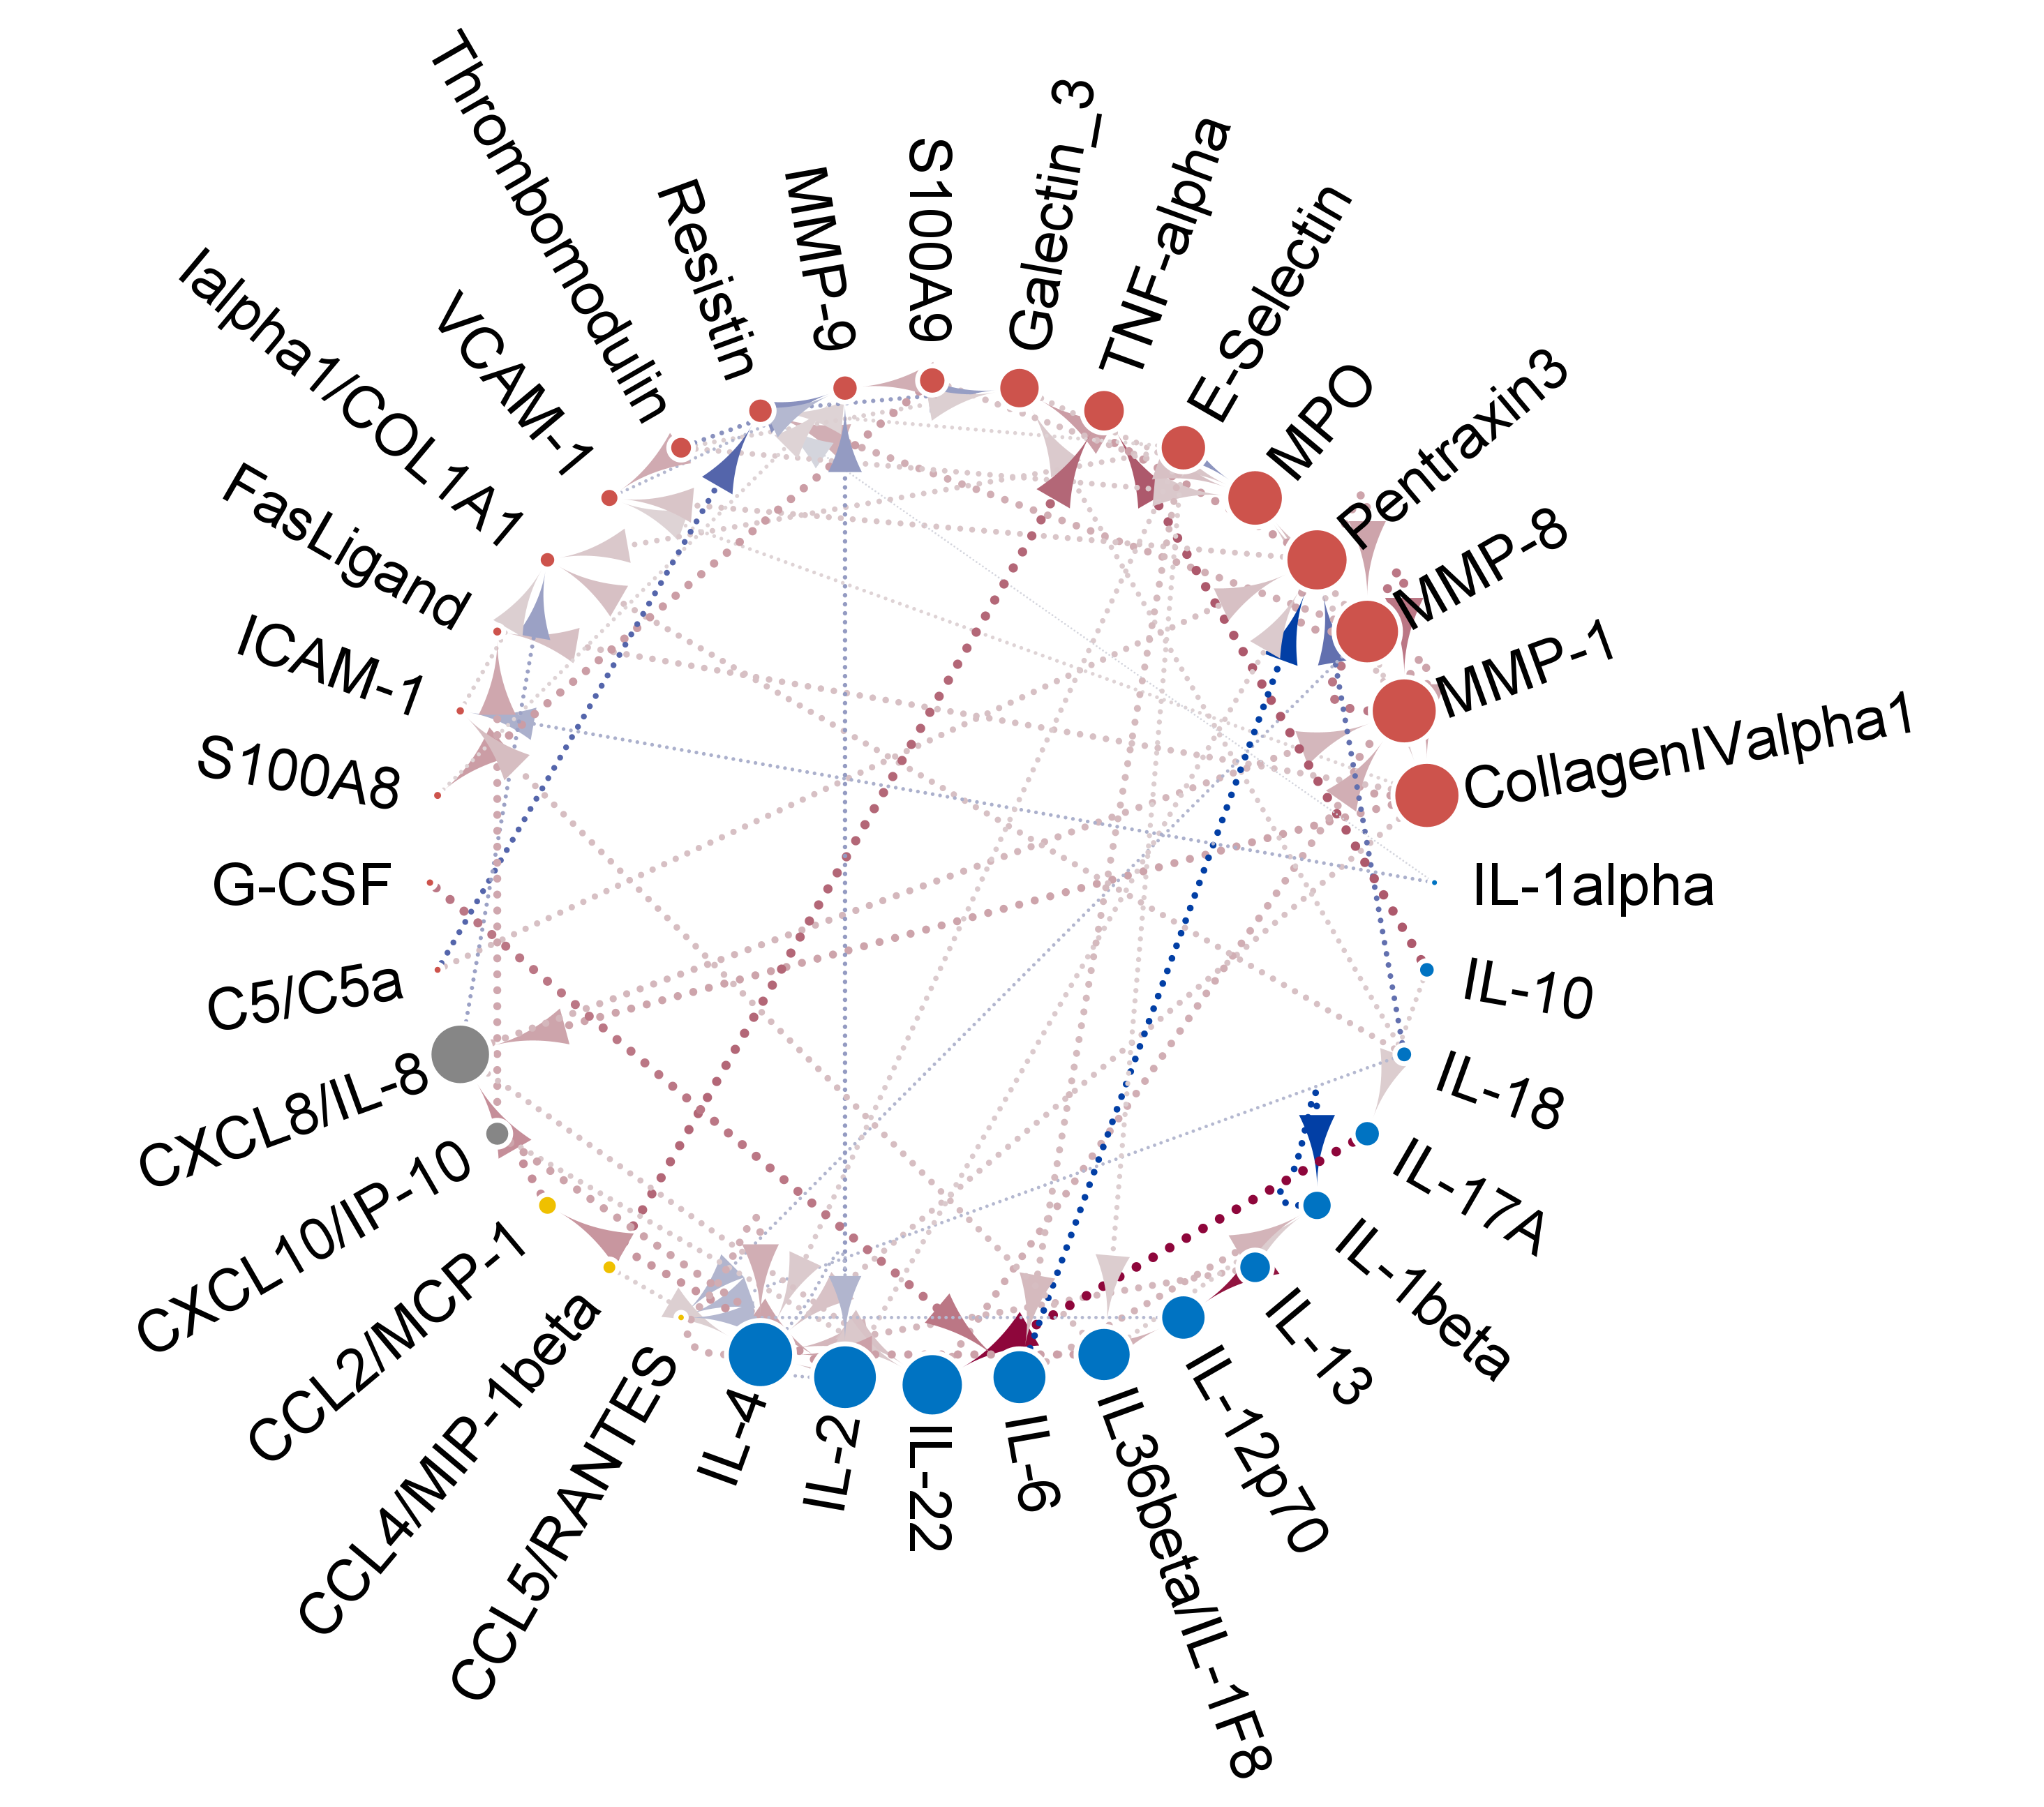 Thrombomodulin
Resistin
MMP-9
S100A9
Galectin_3
TNF-alpha
E-Selectin
MPO
Pentraxin3
MMP-8
MMP-1
CollagenIValpha1
IL-1alpha
IL-10
IL-18
IL-17A
IL-1beta
IL-13
IL-12p70
IL36beta/IL-1F8
IL-6
IL-22
IL-2
IL-4
CCL5/RANTES
CCL4/MIP-1beta
CCL2/MCP-1
CXCL10/IP-10
CXCL8/IL-8
C5/C5a
G-CSF
S100A8
ICAM-1
FasLigand
Ialpha1/COL1A1
VCAM-1